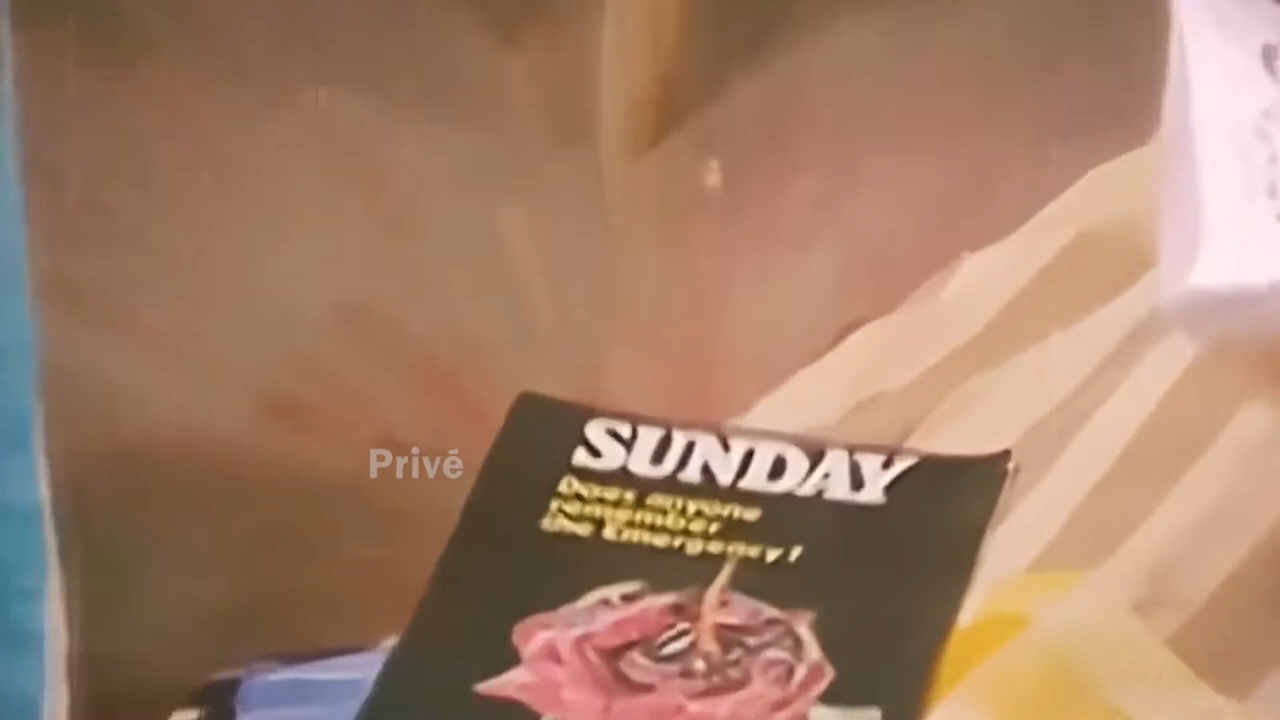 SUNDAY
Does anyone
remember
the Emergency?
Privé